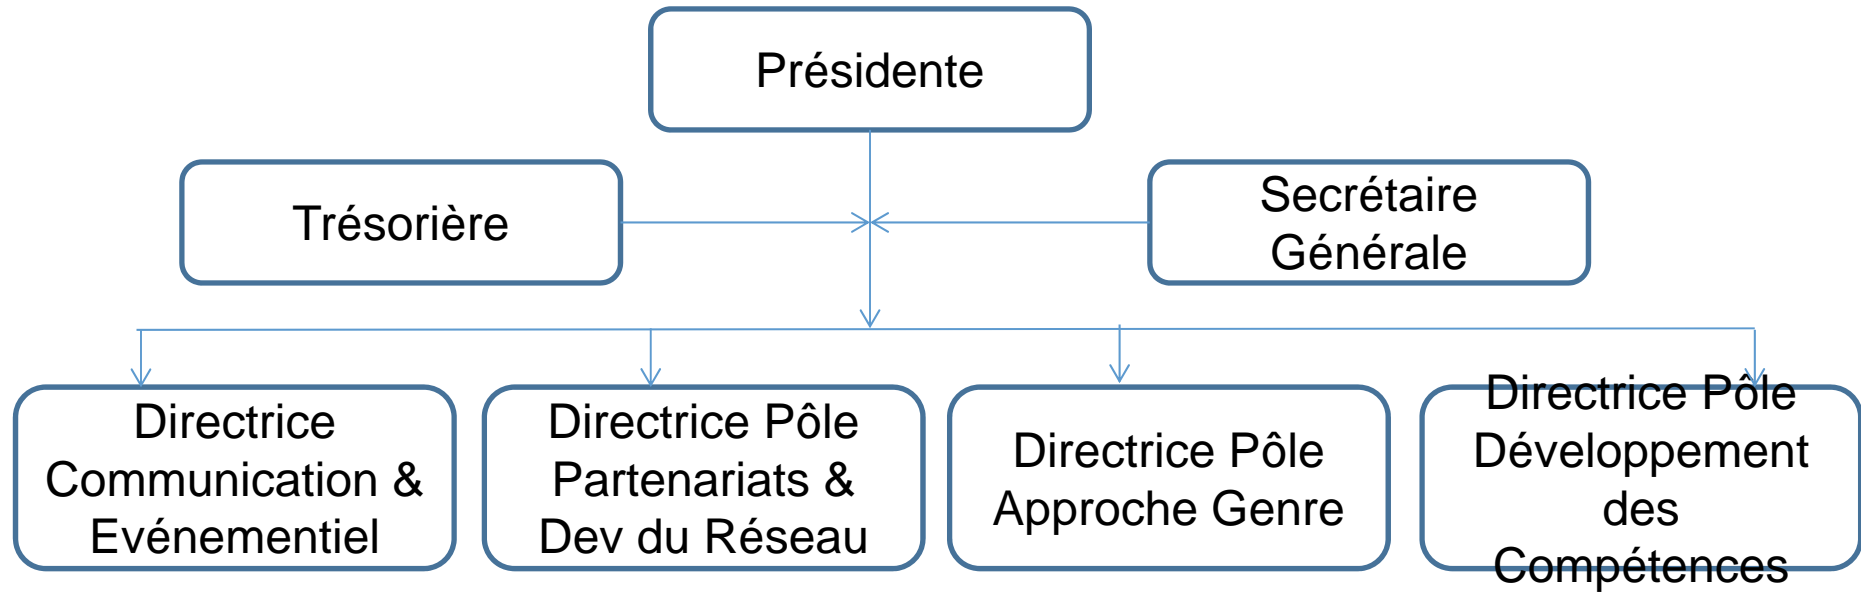 Présidente
Trésorière
Secrétaire
Générale
Directrice
Communication &
Evénementiel
Directrice Pôle
Partenariats &
Dev du Réseau
Directrice Pôle
Approche Genre
Directrice Pôle
Développement
des
Compétences